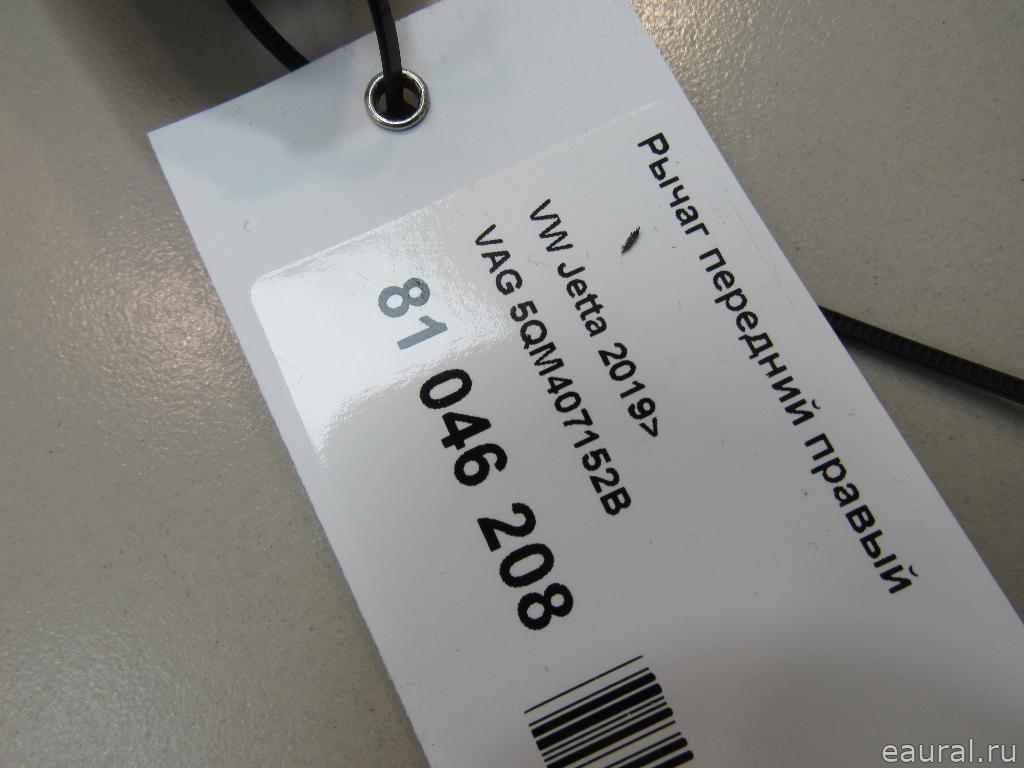 Рычаг передний правый
VW Jetta 2019>
VAG 5QM407152B
81 046 208
eaural.ru